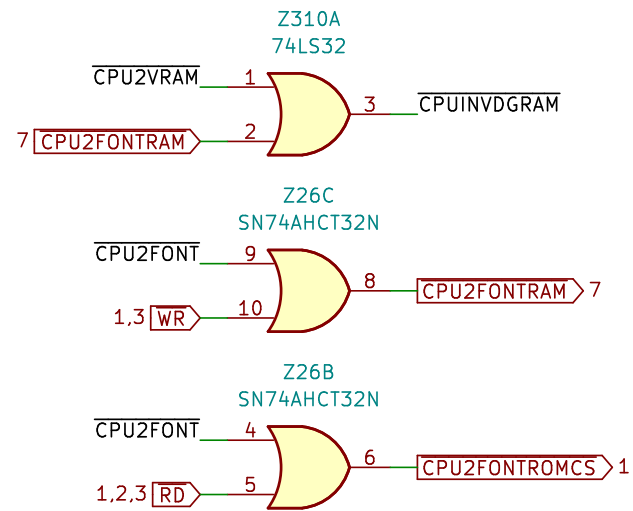 Z310A
74LS32
CPU2VRAM 1
3 CPUINVDGRAM
7 CPU2FONTRAM 2
Z26C
SN74AHCT32N
CPU2FONT 9
8 CPU2FONTRAM 7
1,3 WR 10
Z26B
SN74AHCT32N
CPU2FONT 4
6 CPU2FONTROMCS 1
1,2,3 RD 5